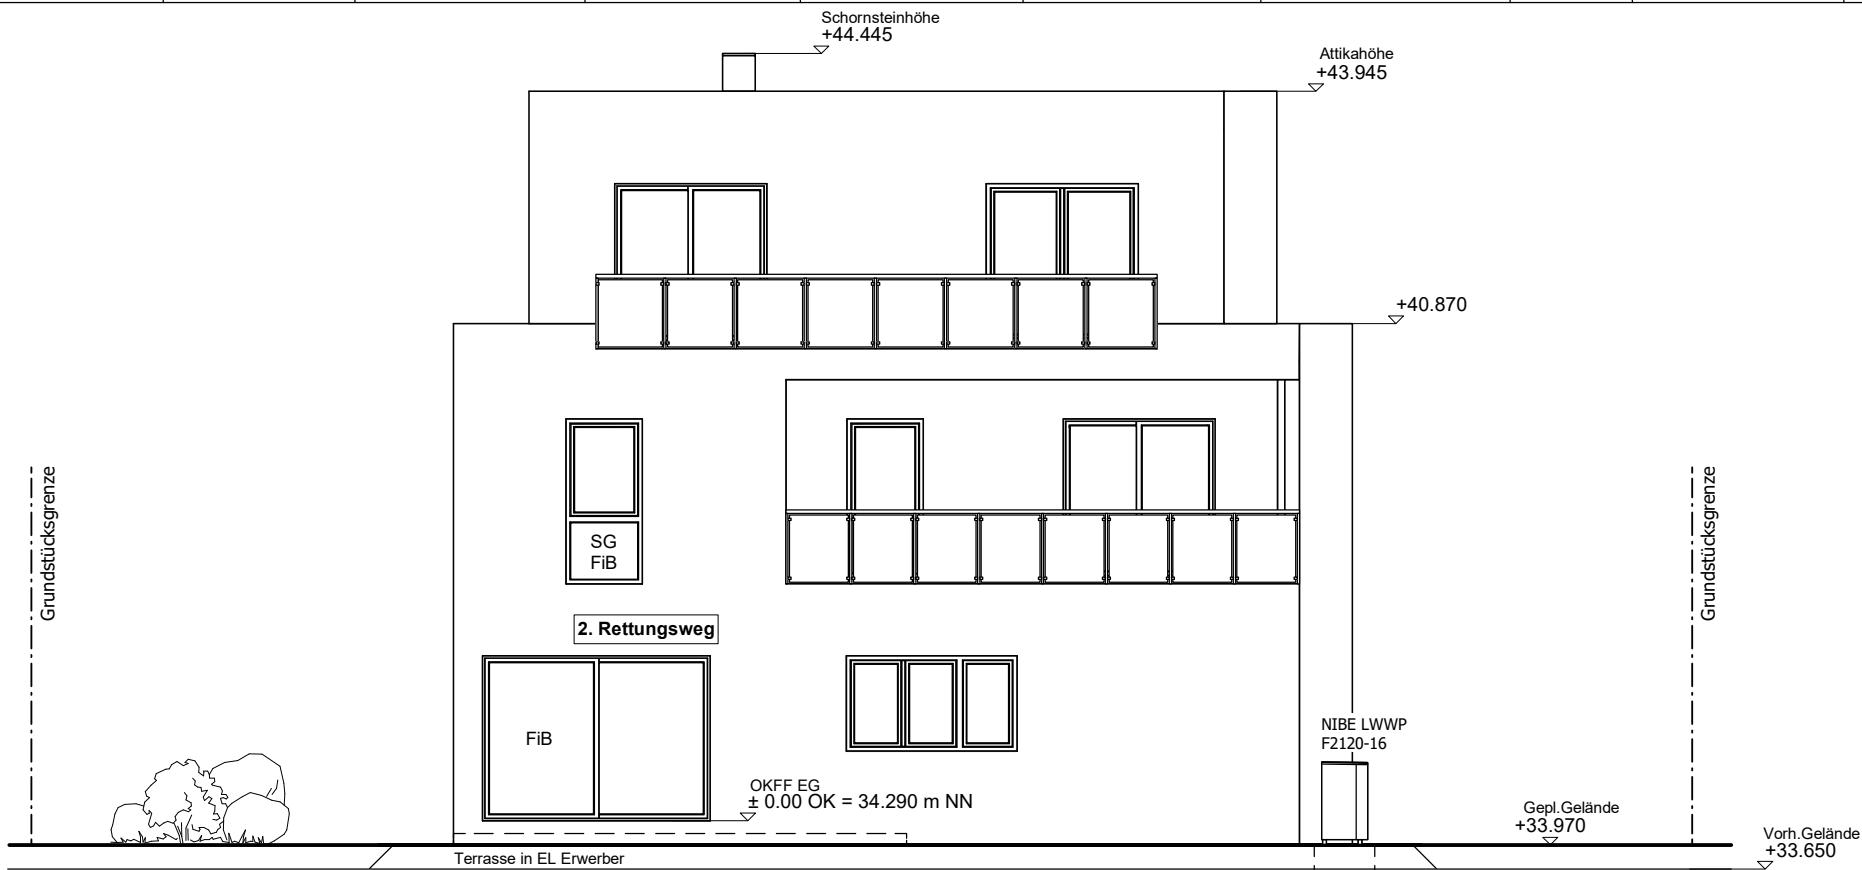 Schornsteinhöhe
+44.445
Attikahöhe
+43.945
+40.870
Grundstücksgrenze
Grundstücksgrenze
SG
FiB
2. Rettungsweg
FiB
NIBE LWWP
F2120-16
OKFF EG
± 0.00 OK = 34.290 m NN
Gepl.Gelände
+33.970
Vorh.Gelände
+33.650
Terrasse in EL Erwerber